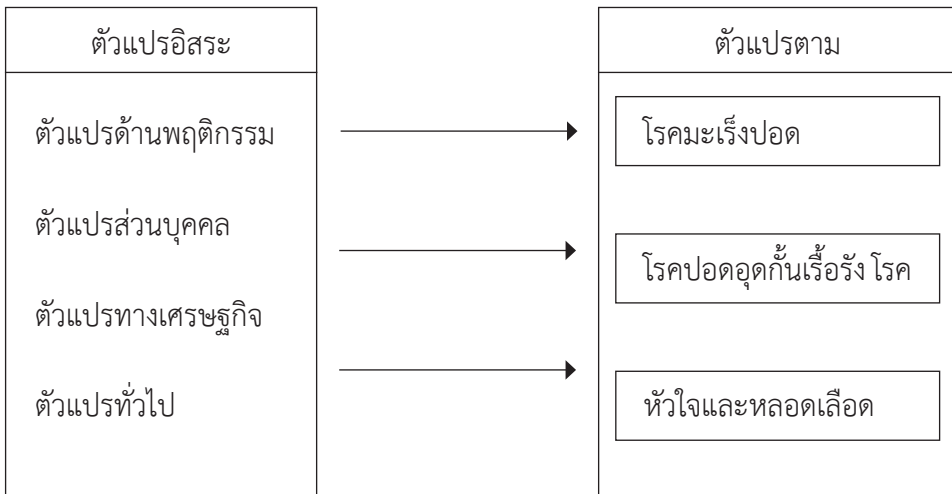 ตัวแปรอิสระ
ตัวแปรด้านพฤติกรรม
ตัวแปรส่วนบุคคล
ตัวแปรทางเศรษฐกิจ
ตัวแปรทั่วไป
ตัวแปรตาม
โรคมะเร็งปอด
โรคปอดอุดกั้นเรื้อรัง โรค
หัวใจและหลอดเลือด